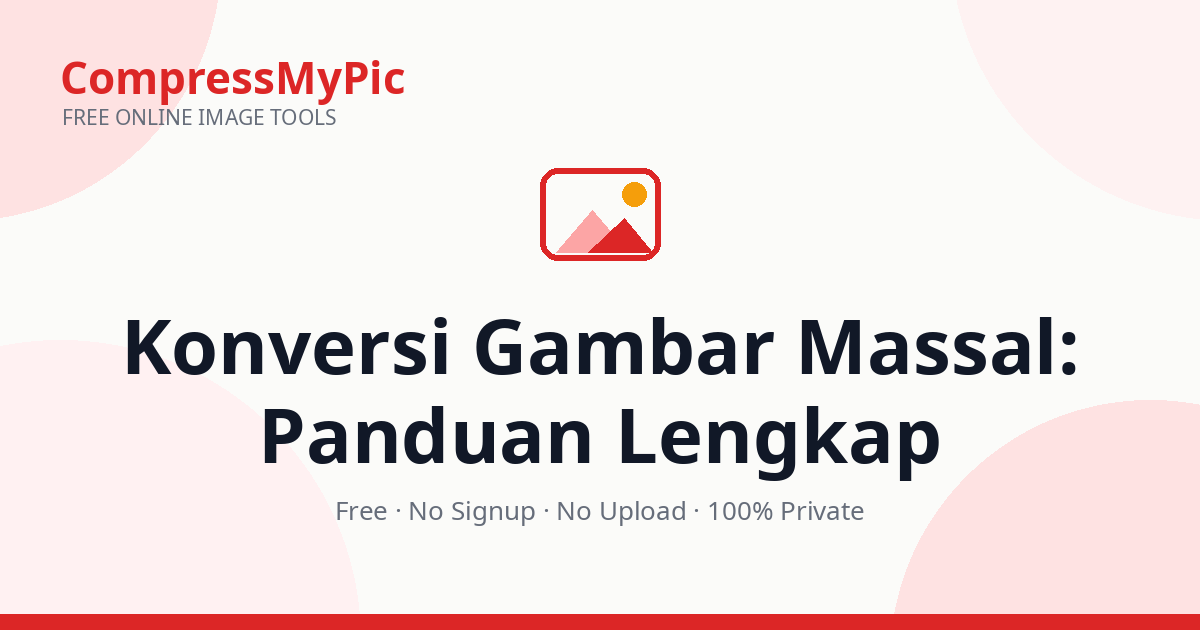 CompressMyPic
FREE ONLINE IMAGE TOOLS
Konversi Gambar Massal:
Panduan Lengkap
Free · No Signup · No Upload · 100% Private